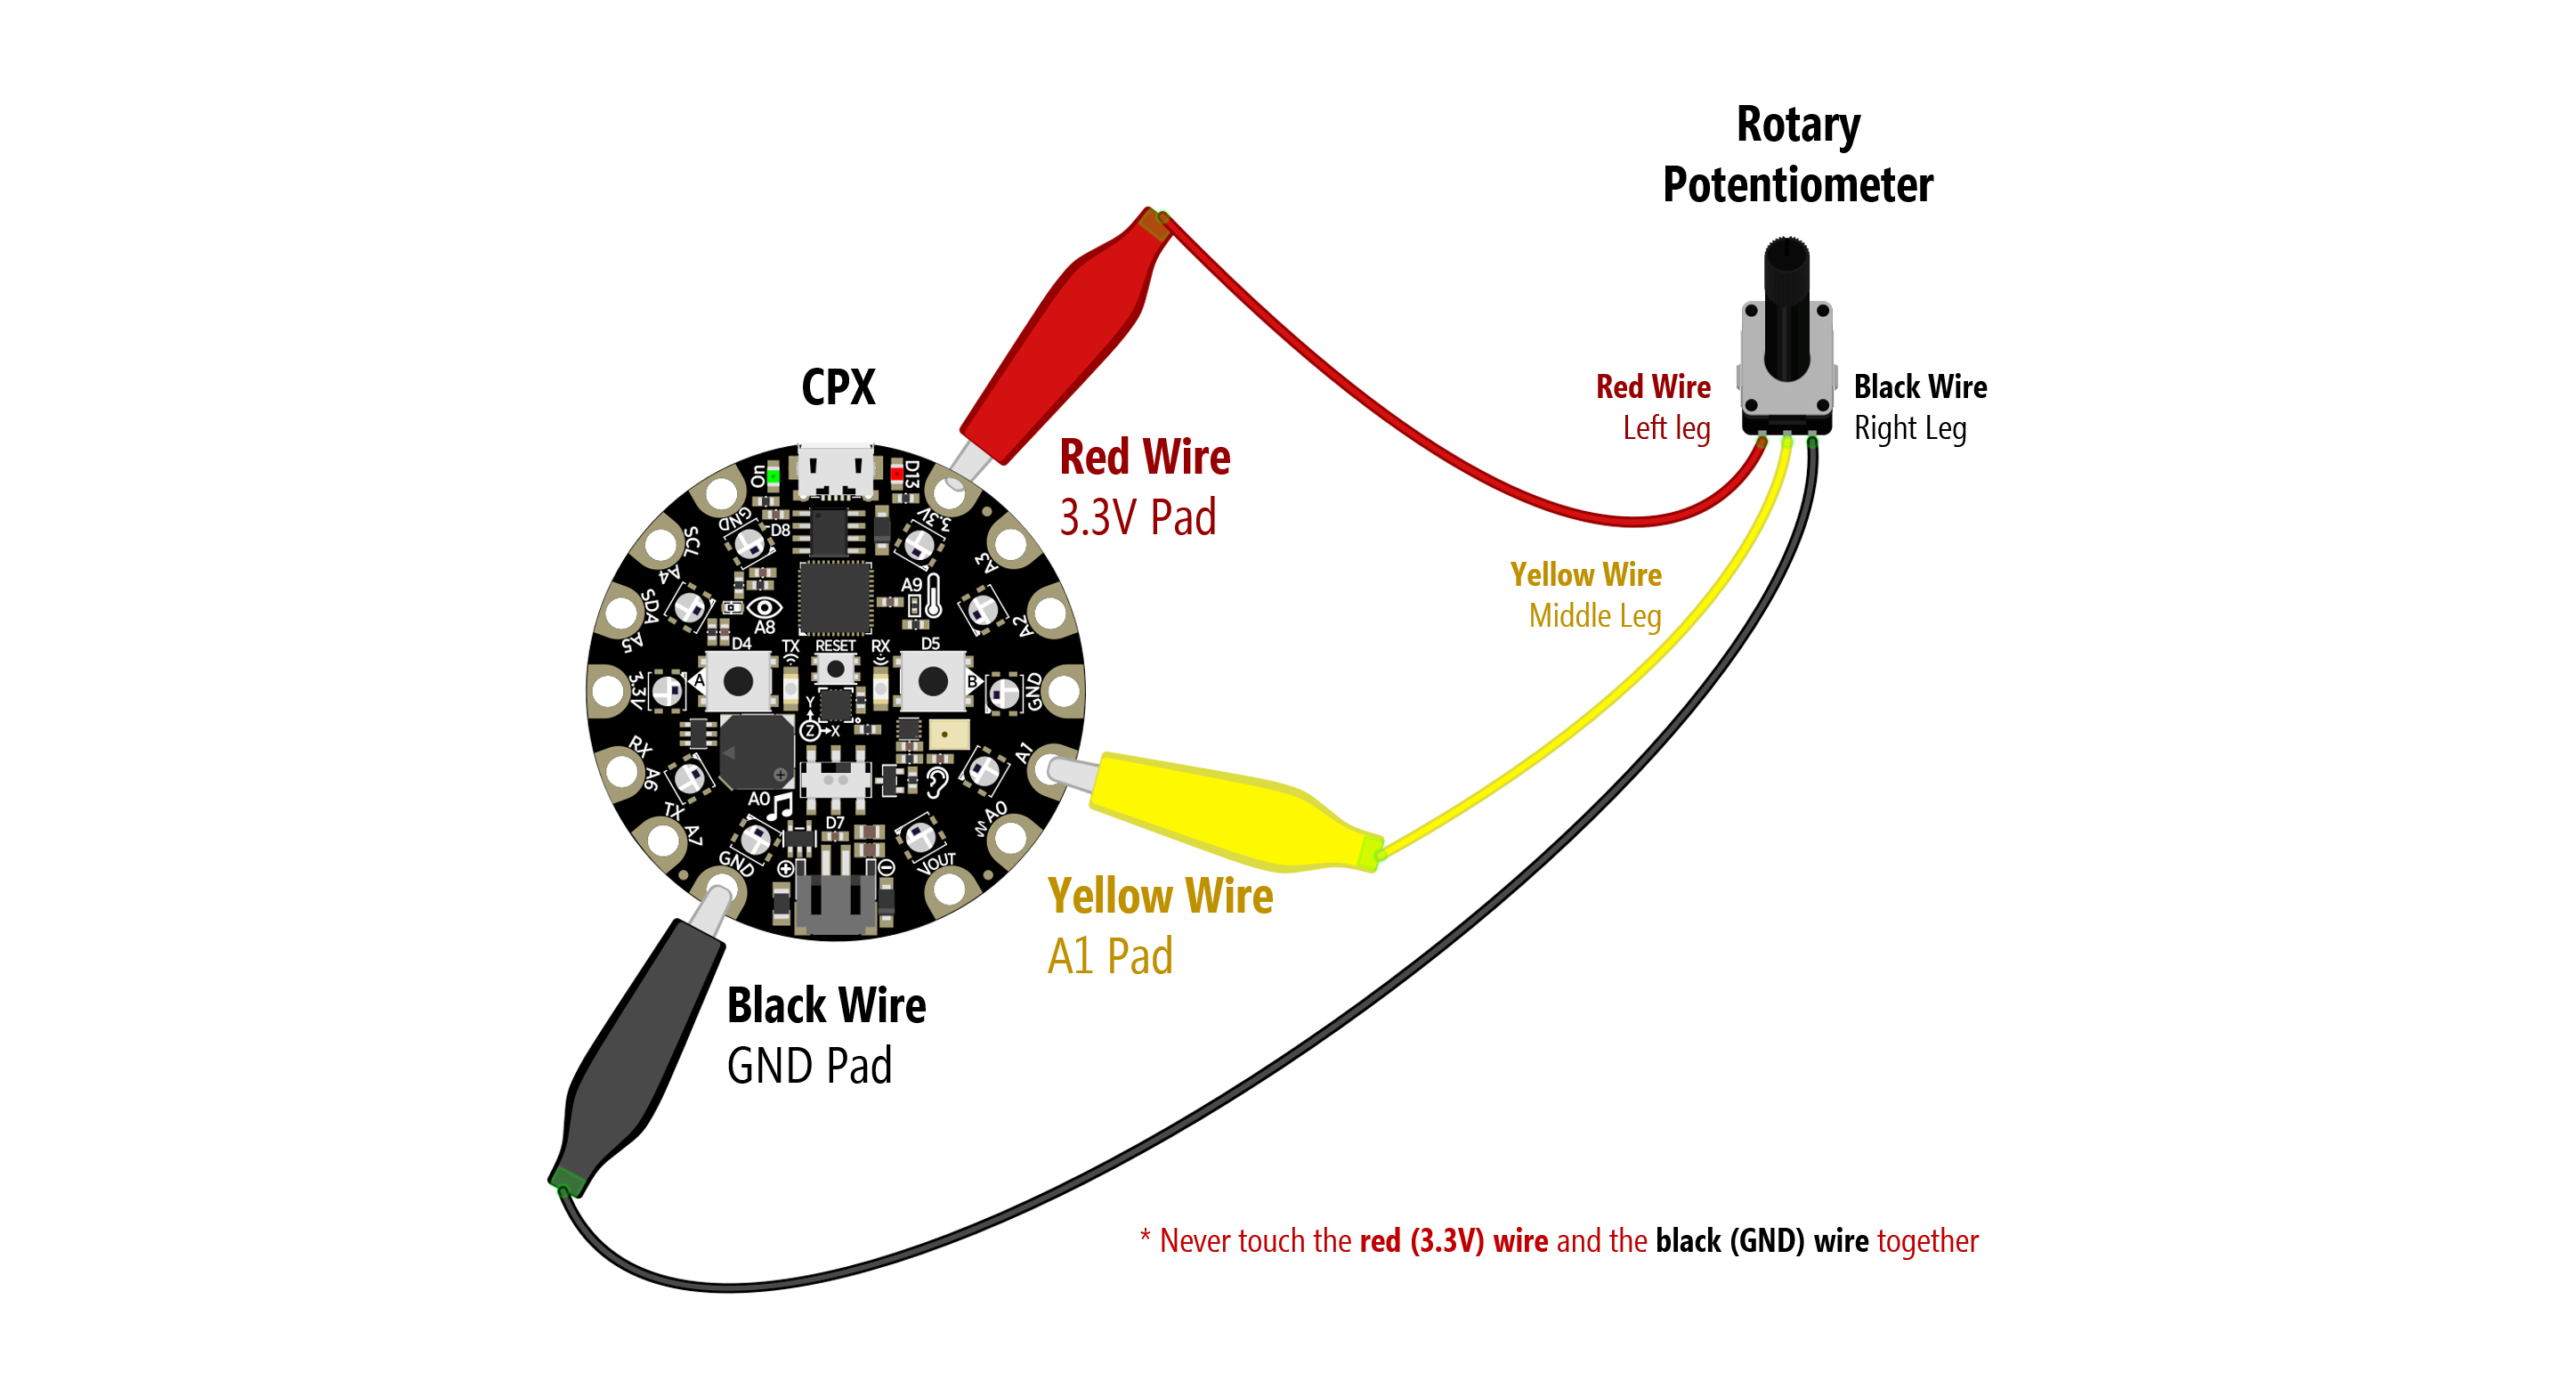 Rotary
Potentiometer
CPX
Red Wire
Left leg
Black Wire
Right Leg
Red Wire
3.3V Pad
Yellow Wire
Middle Leg
On
D13
GND
D8
3.3V
SCL
A4
A3
SDA
A5
A8
A9
A2
D4
TX
RESET
RX
D5
3.3V
A
B
GND
Y
Z
X
RX
A6
A1
TX
A7
A0
D7
A0
GND
VOUT
Yellow Wire
A1 Pad
Black Wire
GND Pad
* Never touch the red (3.3V) wire and the black (GND) wire together